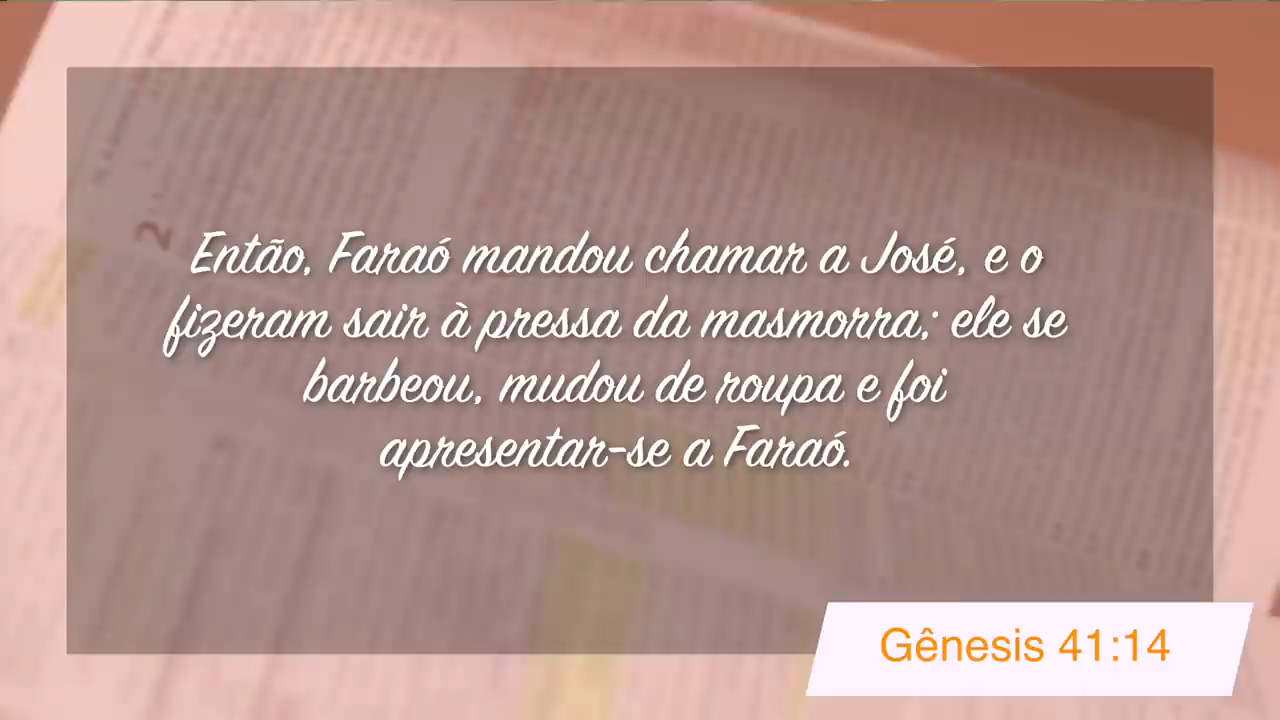 Então, Faraó mandou chamar a José, e o
fizeram sair à pressa da masmorra; ele se
barbeou, mudou de roupa e foi
apresentar-se a Faraó.
Gênesis 41:14